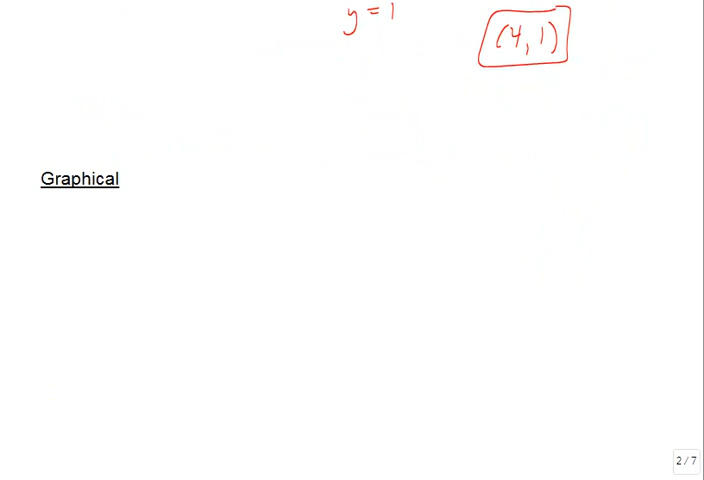 y = 1
(4, 1)
Graphical
2 / 7